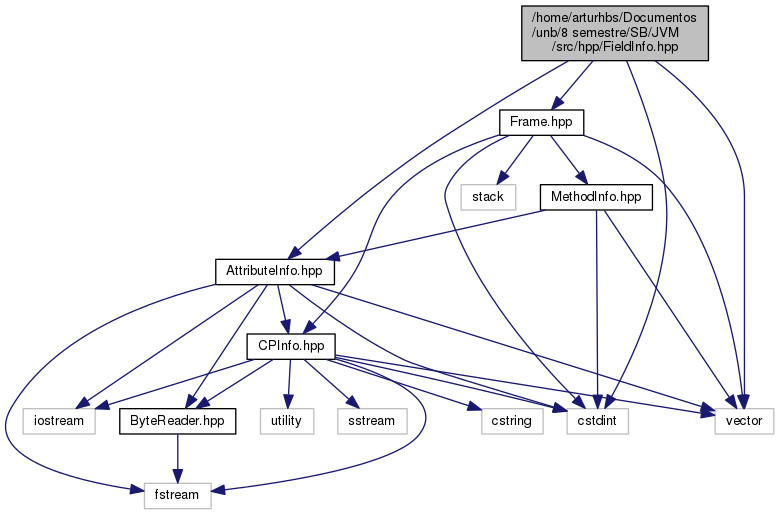 /home/arturhbs/Documentos
/unb/8 semestre/SB/JVM
/src/hpp/FieldInfo.hpp
Frame.hpp
stack
MethodInfo.hpp
AttributeInfo.hpp
CPInfo.hpp
iostream
ByteReader.hpp
utility
sstream
cstring
cstdint
vector
fstream